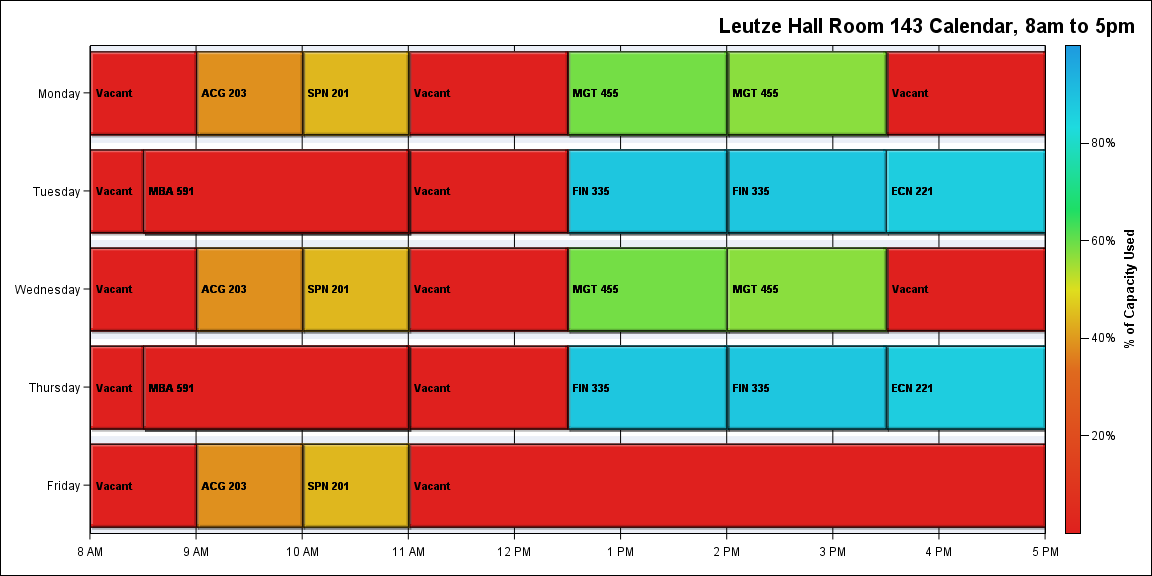 Leutze Hall Room 143 Calendar, 8am to 5pm
Monday
Vacant
ACG 203
SPN 201
Vacant
MGT 455
MGT 455
Vacant
Tuesday
Vacant
MBA 591
Vacant
FIN 335
FIN 335
ECN 221
Wednesday
Vacant
ACG 203
SPN 201
Vacant
MGT 455
MGT 455
Vacant
Thursday
Vacant
MBA 591
Vacant
FIN 335
FIN 335
ECN 221
Friday
Vacant
ACG 203
SPN 201
Vacant
8 AM
9 AM
10 AM
11 AM
12 PM
1 PM
2 PM
3 PM
4 PM
5 PM
80%
60%
40%
20%
% of Capacity Used